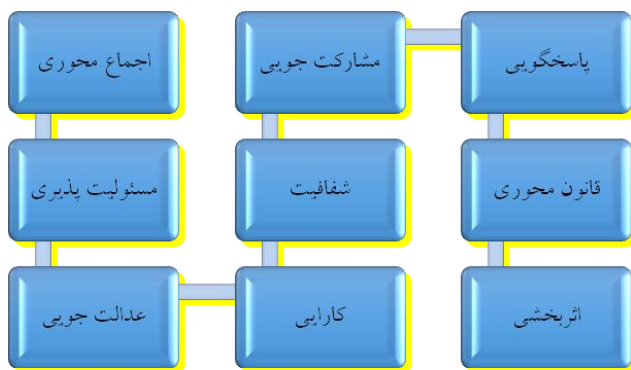 اجماع محوری
مسئولیت پذیری
عدالت جویی
کارایی
شفافیت
مشارکت جویی
پاسخگویی
قانون محوری
اثربخشی